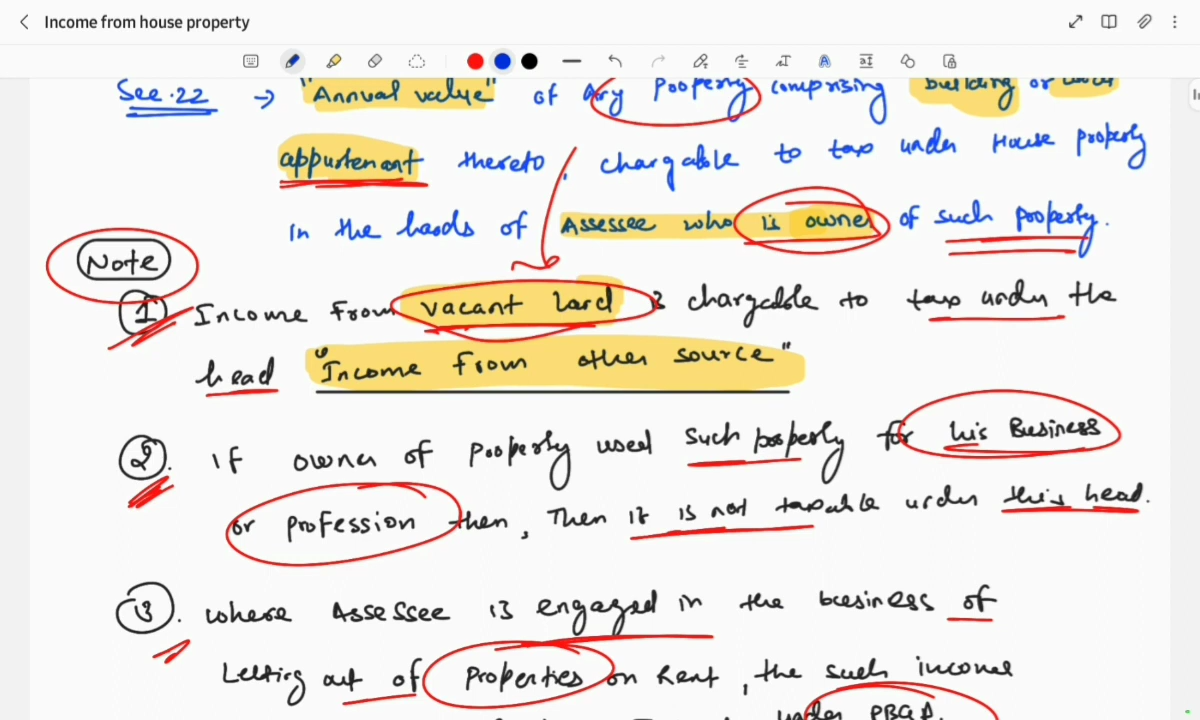 Income from house property
Sec.22 → "Annual value" of Any Property comprising building or
appurtenant thereto, chargable to tax under House property
in the hands of Assessee who is owner of such property.
Note
1 Income from vacant land is chargable to tax under the
head "Income from other source"
2. if owner of Property used such property for his Business
or profession then, Then it is not taxable under this head.
3. where Assessee is engaged in the business of
Letting out of Properties on Rent, the such income
under PBGP.